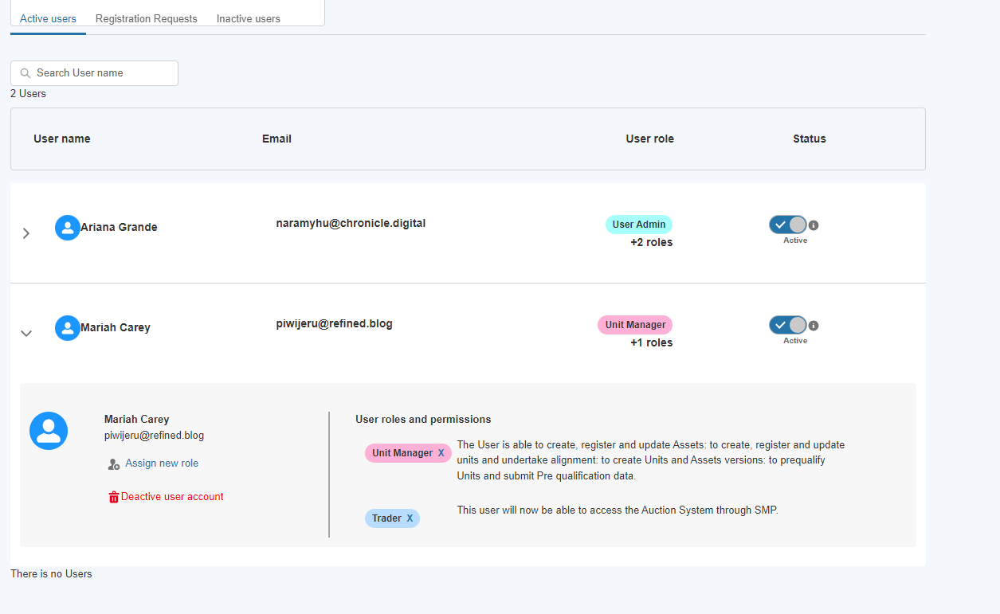 Active users Registration Requests Inactive users
Search User name
2 Users
User name Email User role Status
Ariana Grande naramyhu@chronicle.digital User Admin
+2 roles Active
Mariah Carey piwijeru@refined.blog Unit Manager
+1 roles Active
Mariah Carey
piwijeru@refined.blog
Assign new role
Deactive user account
User roles and permissions
Unit Manager X
The User is able to create, register and update Assets: to create, register and update
units and undertake alignment: to create Units and Assets versions: to prequalify
Units and submit Pre qualification data.
Trader X
This user will now be able to access the Auction System through SMP.
There is no Users